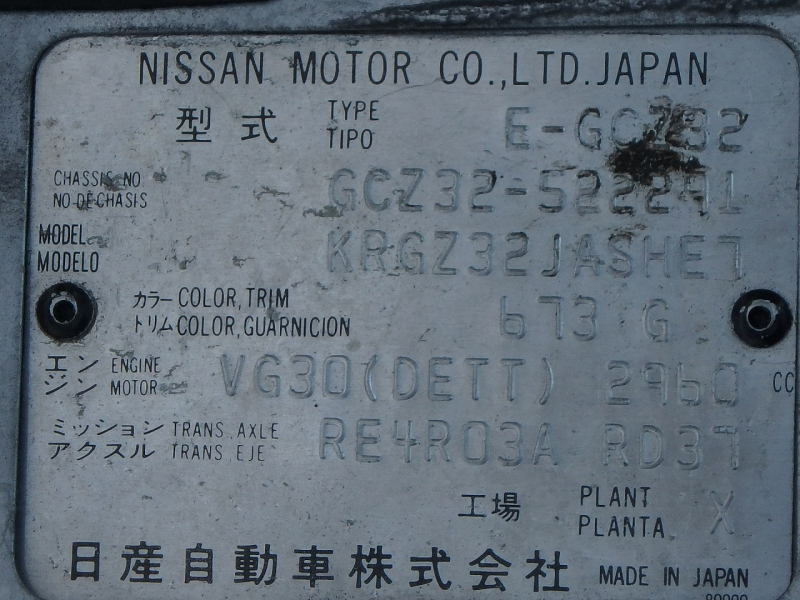 NISSAN MOTOR CO.,LTD.JAPAN
型式 TYPE TIPO E-GCZ32
CHASSIS NO NO DE CHASIS GCZ32-522291
MODEL MODELO KRGZ32JASHE7
カラー COLOR,TRIM
トリム COLOR,GUARNICION 673 G
エンジン ENGINE MOTOR VG30(DETT) 2960 CC
ミッション TRANS.AXLE
アクスル TRANS.EJE RE4R03A RD37
工場 PLANT PLANTA X
日産自動車株式会社 MADE IN JAPAN